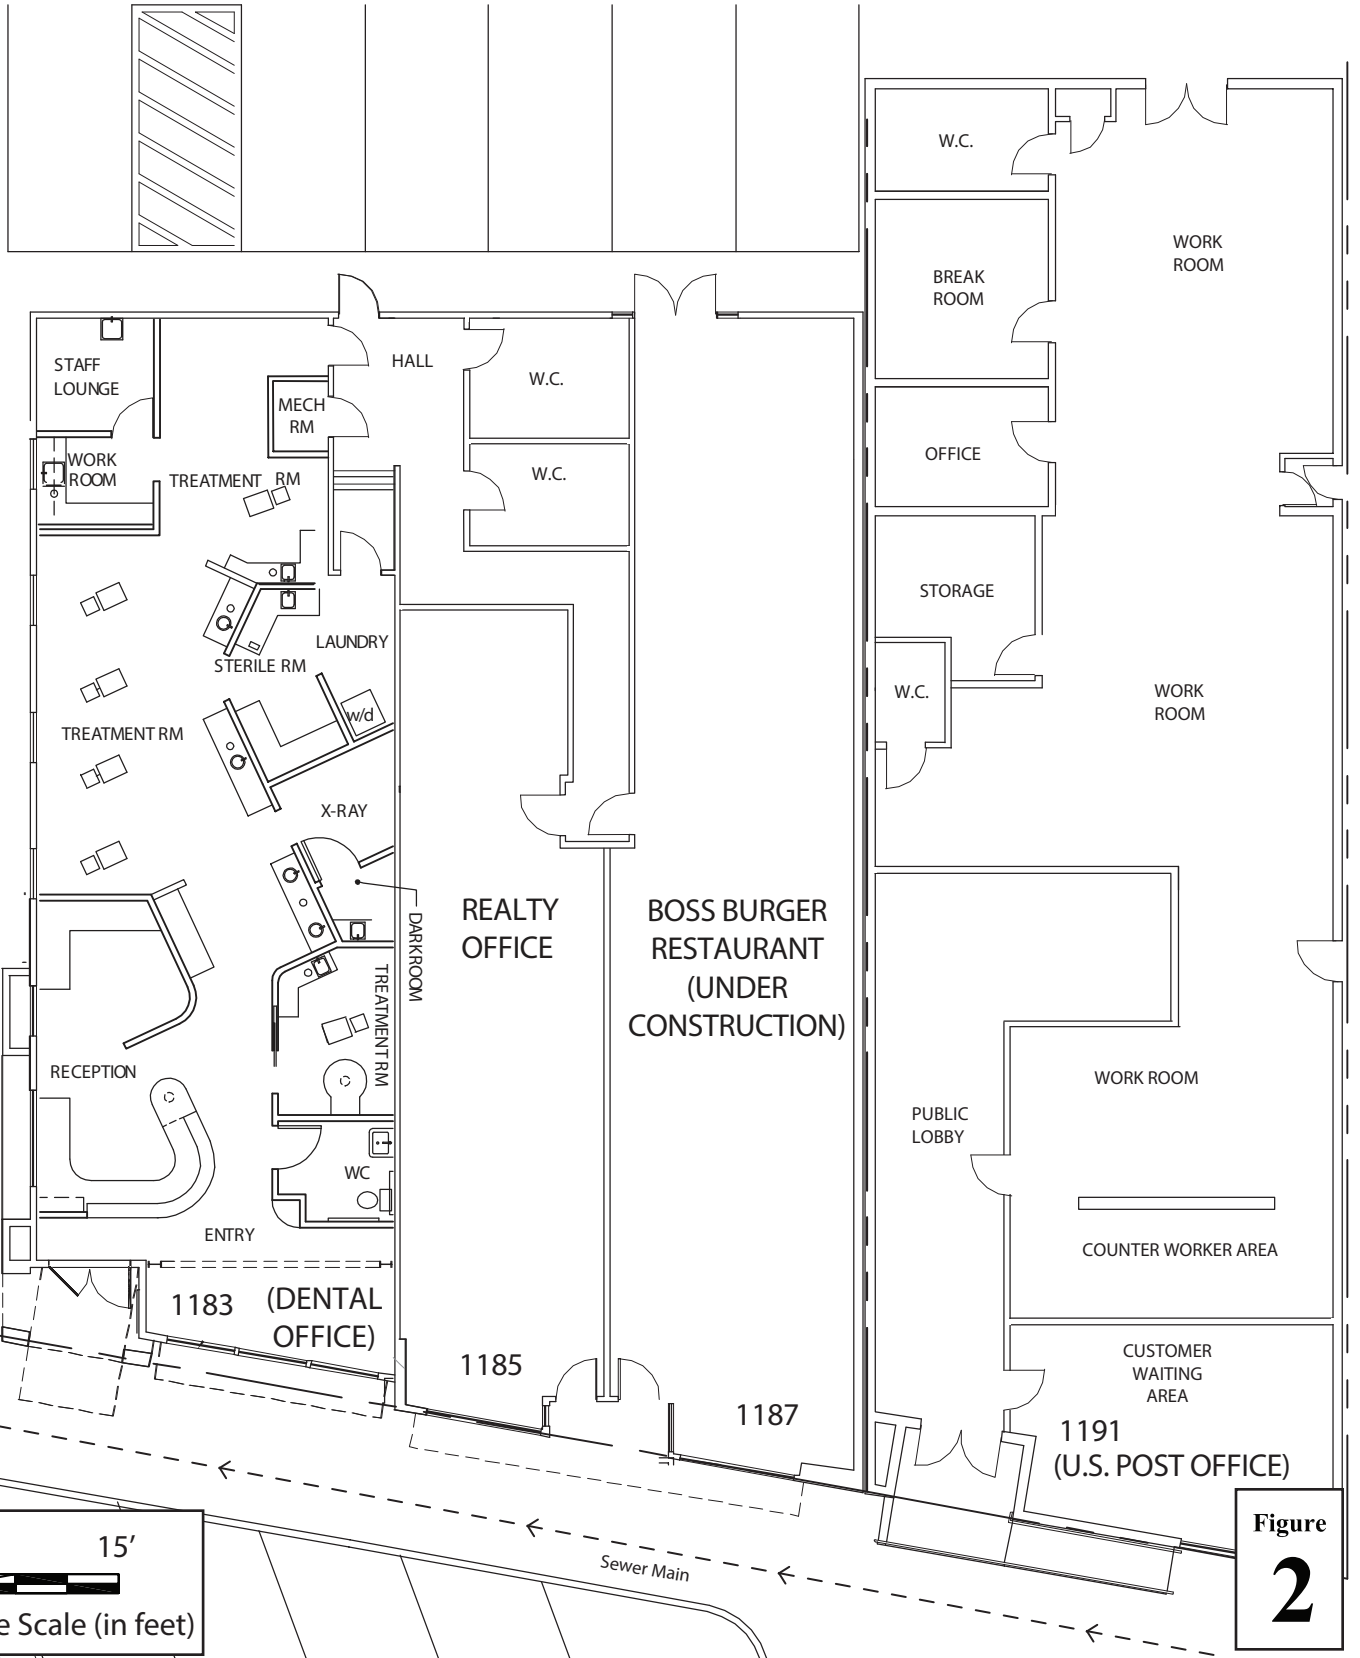 W.C.
WORK
ROOM
BREAK
ROOM
STAFF
LOUNGE
HALL
W.C.
MECH
RM
OFFICE
WORK
ROOM
TREATMENT RM
W.C.
STORAGE
LAUNDRY
STERILE RM
W.C.
WORK
ROOM
w/d
TREATMENT RM
X-RAY
REALTY
OFFICE
BOSS BURGER
RESTAURANT
(UNDER
CONSTRUCTION)
DARKROOM
TREATMENT RM
RECEPTION
WORK ROOM
PUBLIC
LOBBY
WC
ENTRY
COUNTER WORKER AREA
1183 (DENTAL
OFFICE)
1185
CUSTOMER
WAITING
AREA
1187
1191
(U.S. POST OFFICE)
15'
e Scale (in feet)
Sewer Main
Figure
2